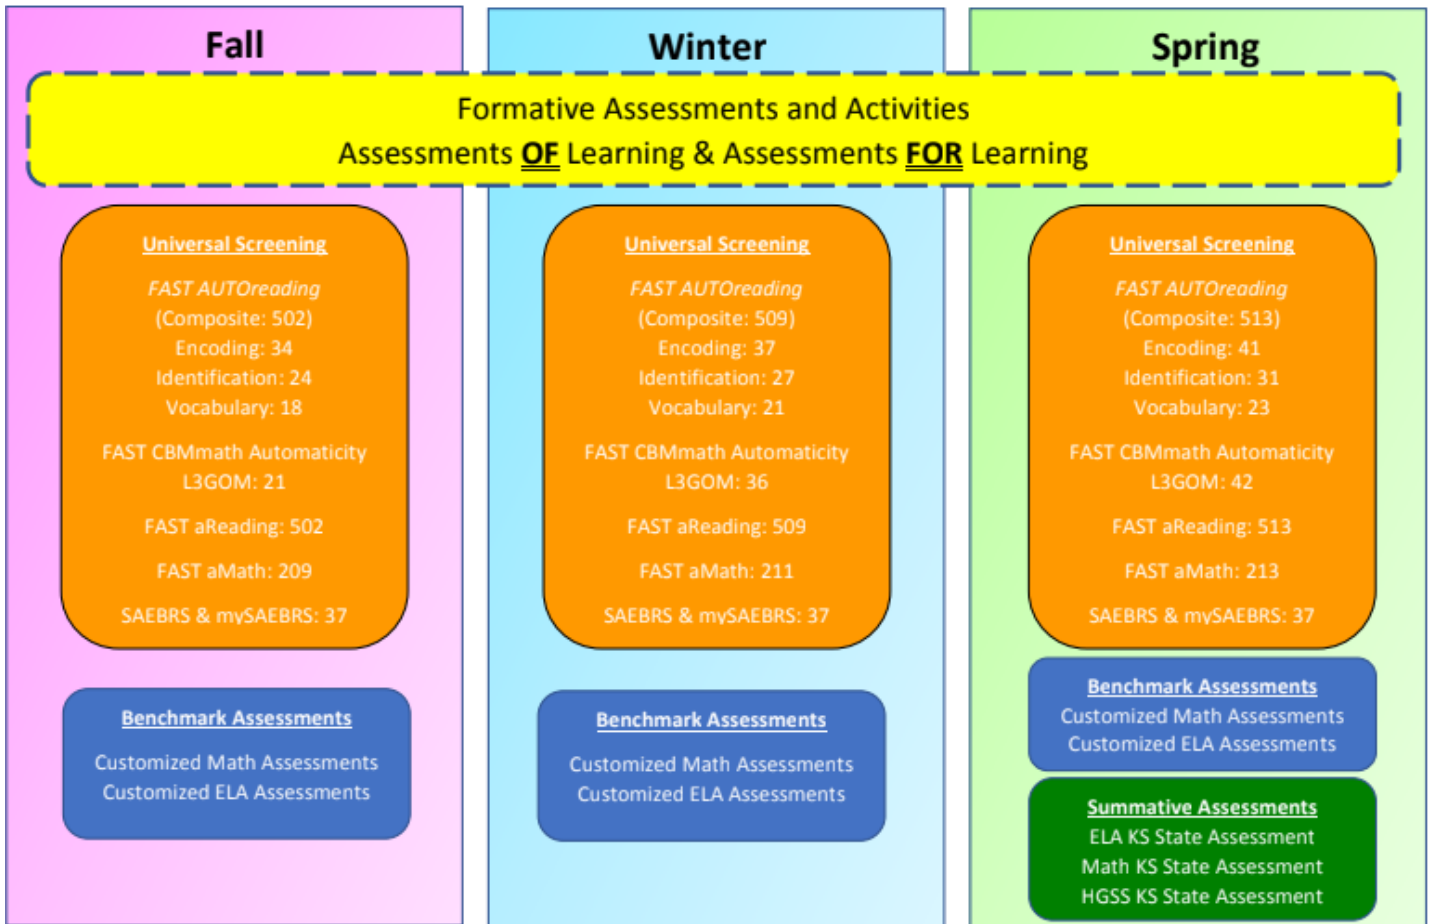 Fall
Winter
Spring
Formative Assessments and Activities
Assessments OF Learning & Assessments FOR Learning
Universal Screening
FAST AUTOreading
(Composite: 502)
Encoding: 34
Identification: 24
Vocabulary: 18
FAST CBMmath Automaticity
L3GOM: 21
FAST aReading: 502
FAST aMath: 209
SAEBRS & mySAEBRS: 37
Benchmark Assessments
Customized Math Assessments
Customized ELA Assessments
Universal Screening
FAST AUTOreading
(Composite: 509)
Encoding: 37
Identification: 27
Vocabulary: 21
FAST CBMmath Automaticity
L3GOM: 36
FAST aReading: 509
FAST aMath: 211
SAEBRS & mySAEBRS: 37
Benchmark Assessments
Customized Math Assessments
Customized ELA Assessments
Universal Screening
FAST AUTOreading
(Composite: 513)
Encoding: 41
Identification: 31
Vocabulary: 23
FAST CBMmath Automaticity
L3GOM: 42
FAST aReading: 513
FAST aMath: 213
SAEBRS & mySAEBRS: 37
Benchmark Assessments
Customized Math Assessments
Customized ELA Assessments
Summative Assessments
ELA KS State Assessment
Math KS State Assessment
HGSS KS State Assessment